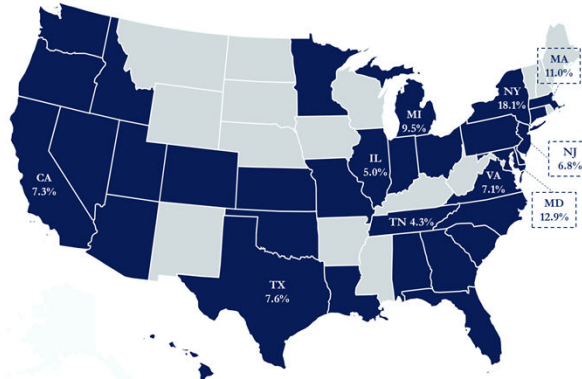 MA
11.0%
NY
18.1%
MI
9.5%
NJ
6.8%
IL
5.0%
CA
7.3%
VA
7.1%
MD
12.9%
TN 4.3%
TX
7.6%